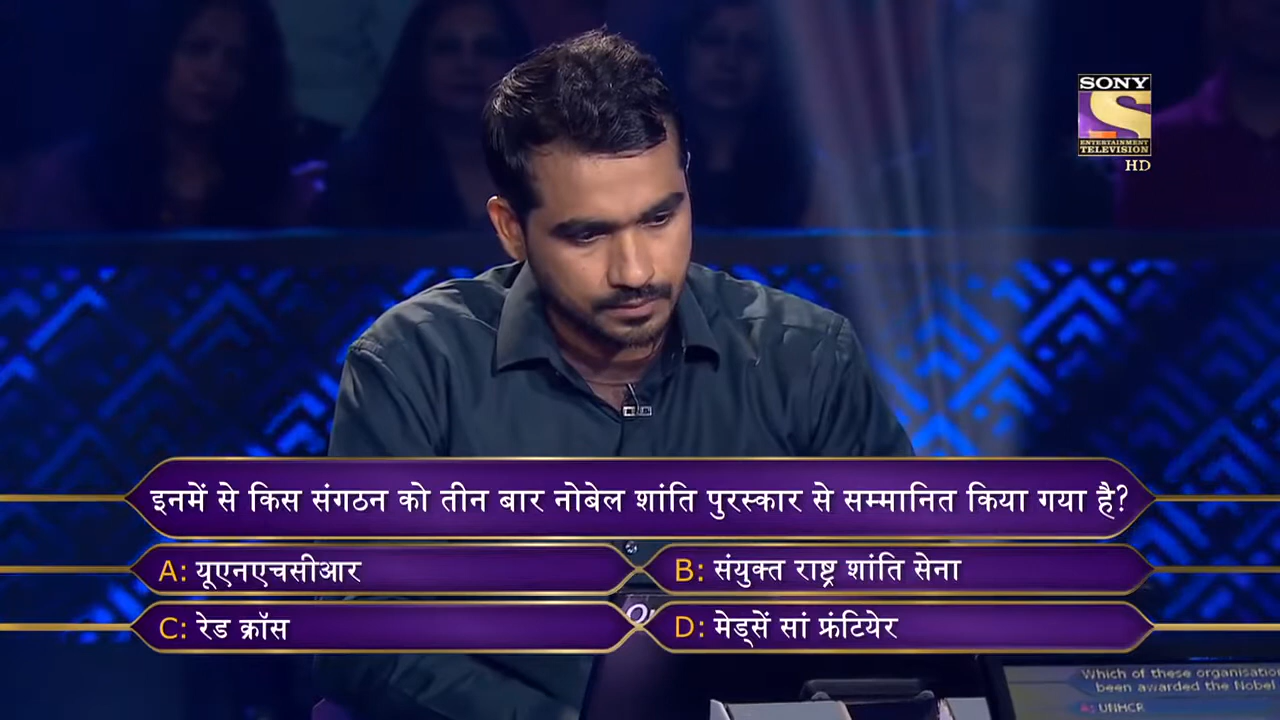 SONY
ENTERTAINMENT
TELEVISION
HD
इनमें से किस संगठन को तीन बार नोबेल शांति पुरस्कार से सम्मानित किया गया है?
A: यूएनएचसीआर
B: संयुक्त राष्ट्र शांति सेना
C: रेड क्रॉस
D: मेड्सें सां फ्रंटियेर
Which of these organisation
been awarded the Nobel
A: UNHCR